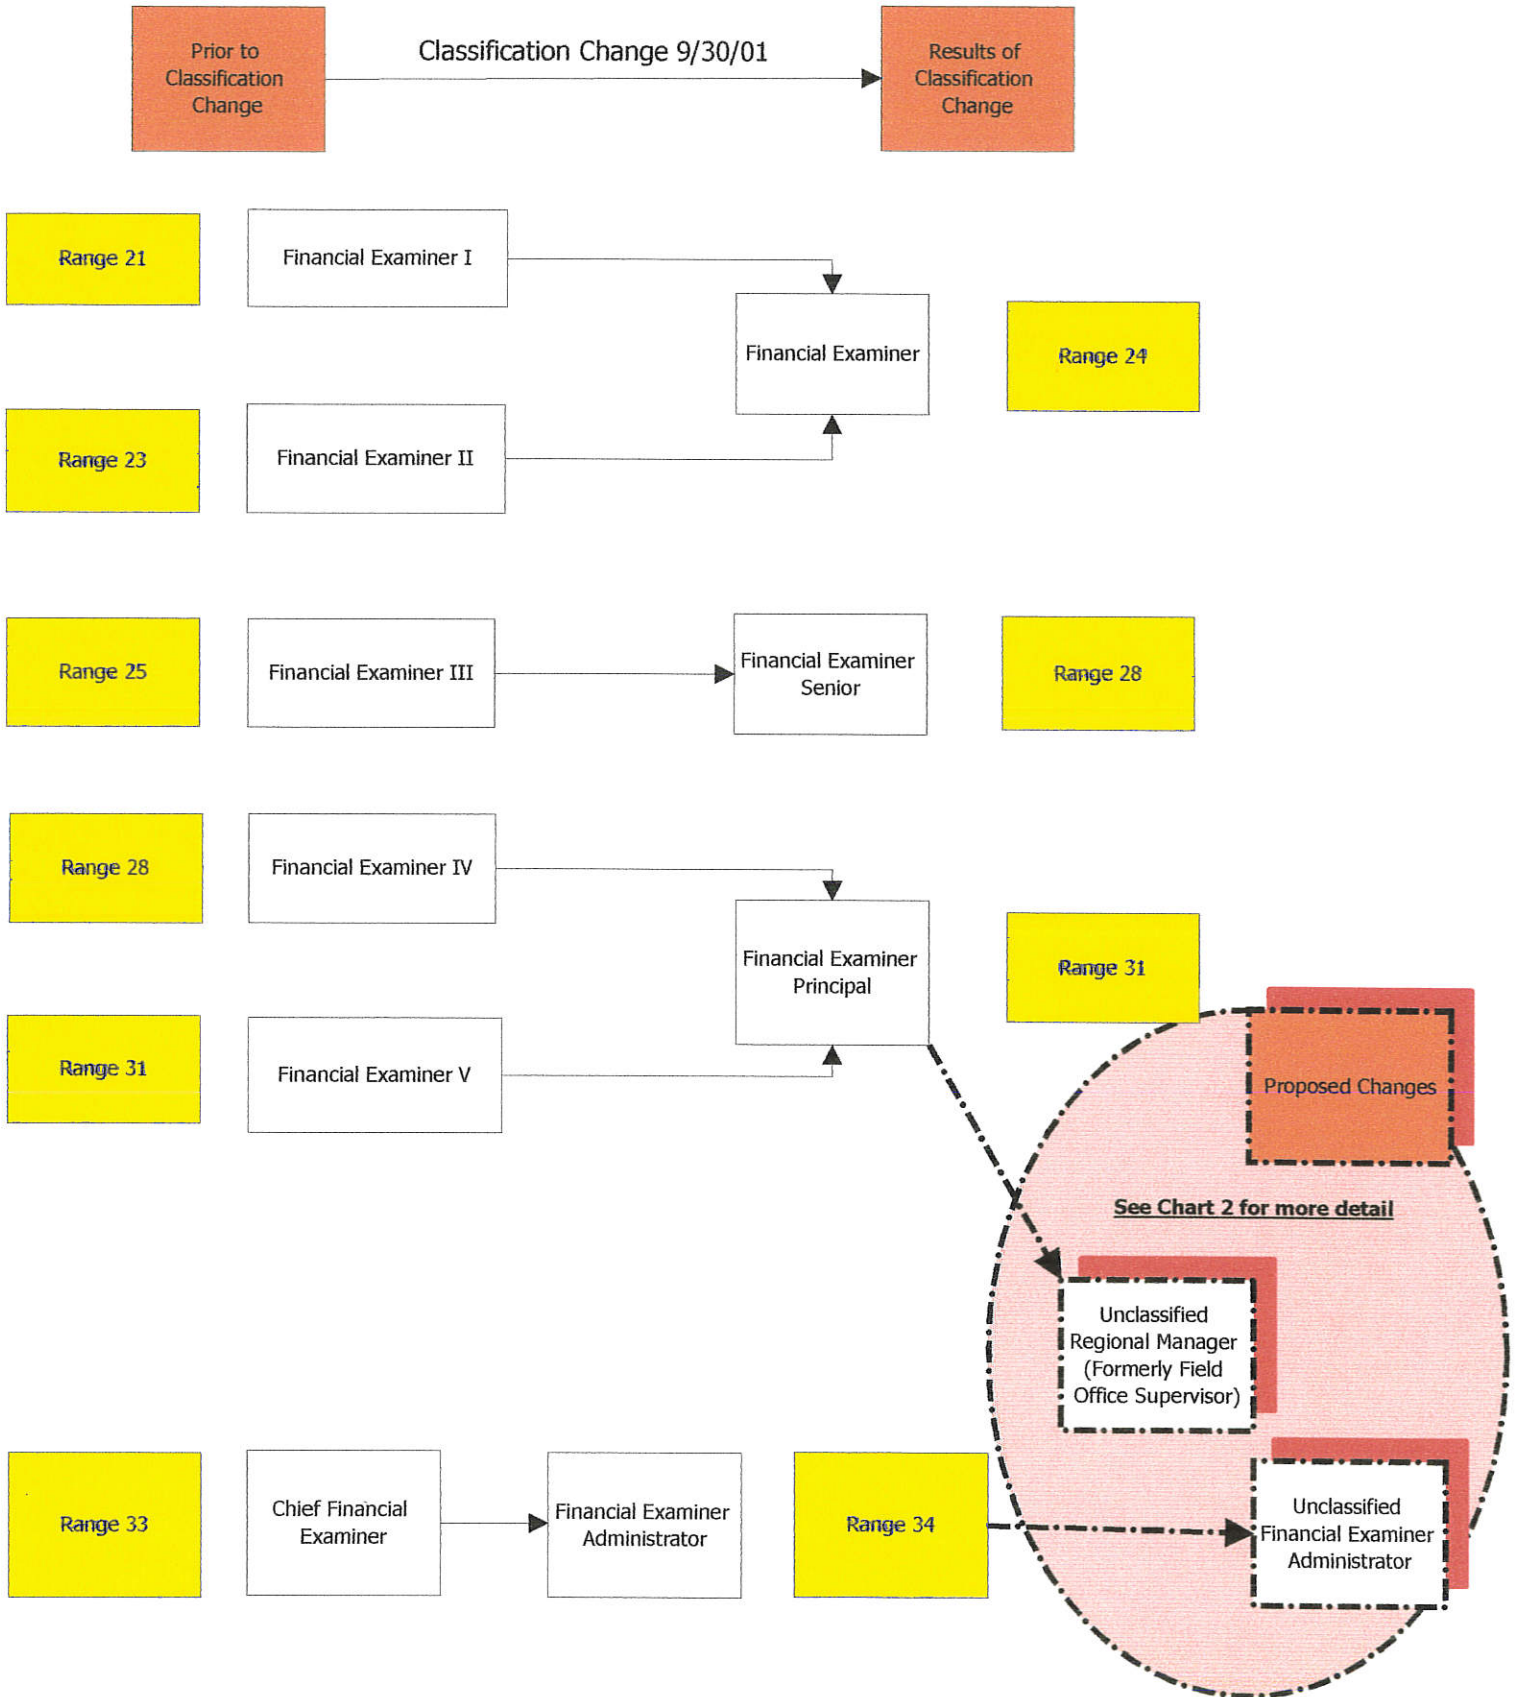 Prior to
Classification
Change
Classification Change 9/30/01
Results of
Classification
Change
Range 21
Financial Examiner I
Financial Examiner
Range 24
Range 23
Financial Examiner II
Range 25
Financial Examiner III
Financial Examiner
Senior
Range 28
Range 28
Financial Examiner IV
Financial Examiner
Principal
Range 31
Range 31
Financial Examiner V
Proposed Changes
See Chart 2 for more detail
Unclassified
Regional Manager
(Formerly Field
Office Supervisor)
Range 33
Chief Financial
Examiner
Financial Examiner
Administrator
Range 34
Unclassified
Financial Examiner
Administrator